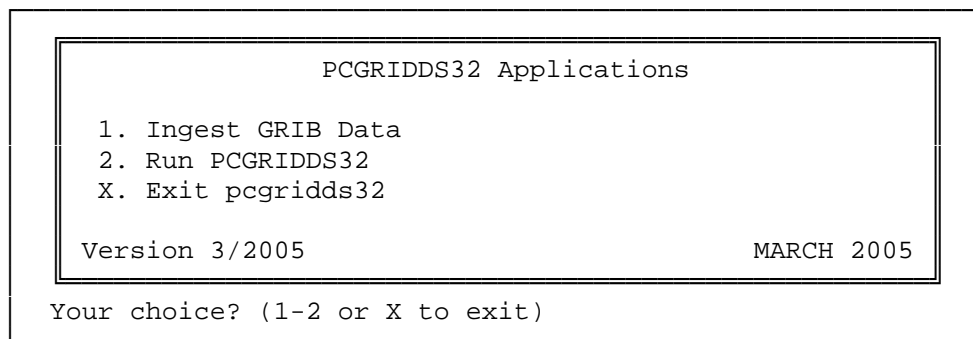 PCGRIDDS32 Applications
1. Ingest GRIB Data
2. Run PCGRIDDS32
X. Exit pcgridds32
Version 3/2005 MARCH 2005
Your choice? (1-2 or X to exit)